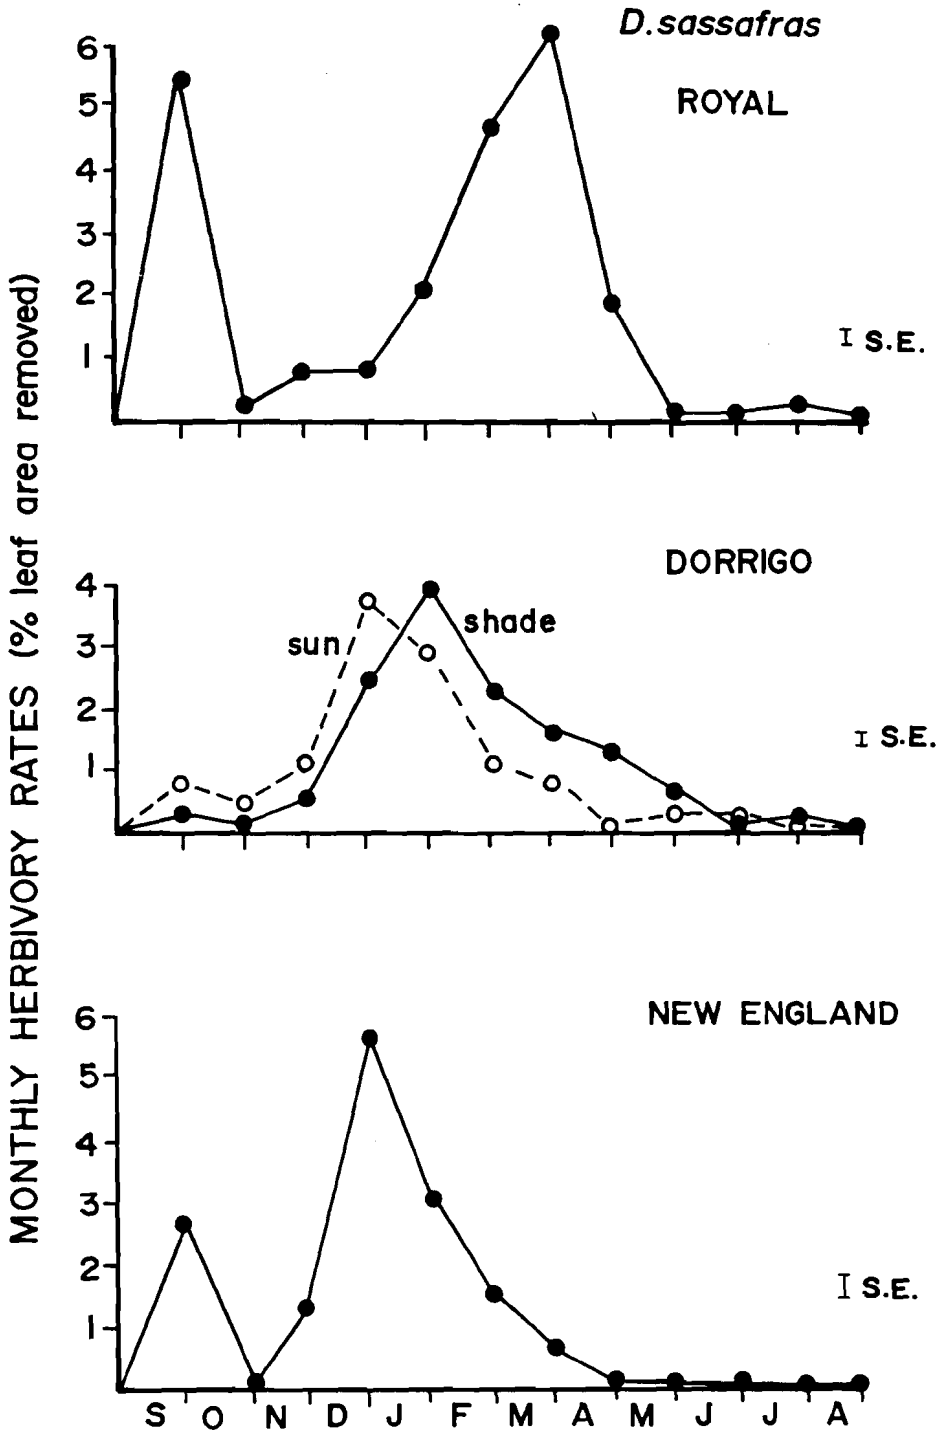 D.sassafras
ROYAL
6
5
4
3
2
1
I S.E.
MONTHLY HERBIVORY RATES (% leaf area removed)
DORRIGO
4
3
2
1
sun
shade
I S.E.
NEW ENGLAND
6
5
4
3
2
1
I S.E.
S O N D J F M A M J J A